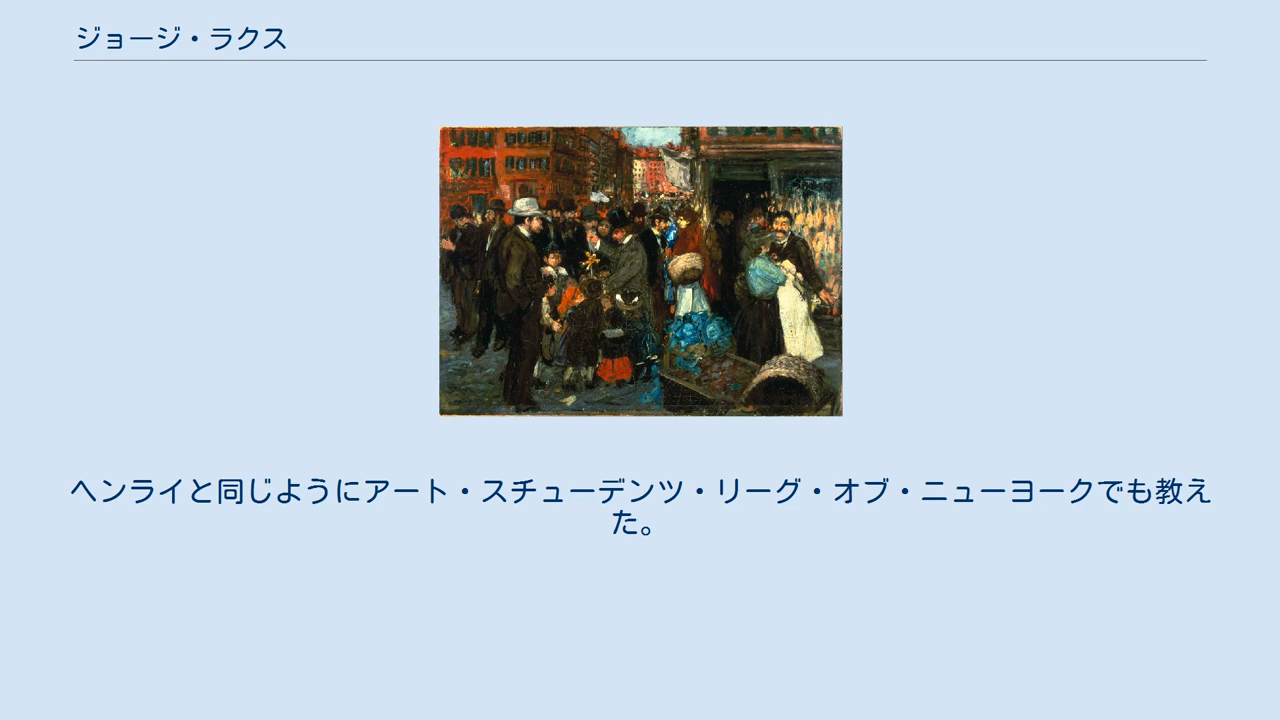 ジョージ・ラクス
ヘンライと同じようにアート・スチューデンツ・リーグ・オブ・ニューヨークでも教え
た。